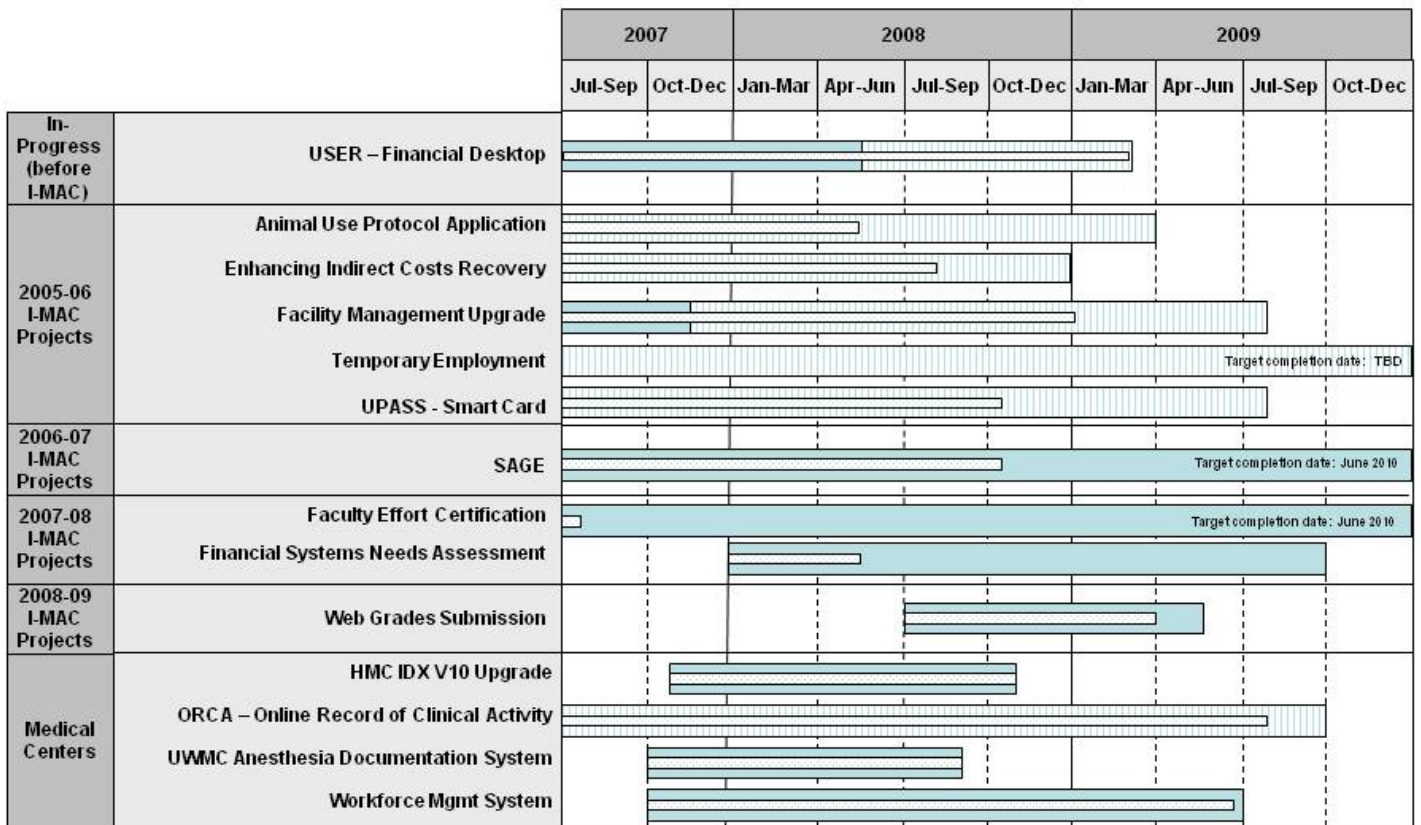 2007 2008 2009
Jul-Sep Oct-Dec Jan-Mar Apr-Jun Jul-Sep Oct-Dec Jan-Mar Apr-Jun Jul-Sep Oct-Dec
In-
Progress
(before
I-MAC)
USER – Financial Desktop
2005-06
I-MAC
Projects
Animal Use Protocol Application
Enhancing Indirect Costs Recovery
Facility Management Upgrade
Temporary Employment
Target completion date: TBD
UPASS - Smart Card
2006-07
I-MAC
Projects
SAGE
Target completion date: June 2010
2007-08
I-MAC
Projects
Faculty Effort Certification
Target completion date: June 2010
Financial Systems Needs Assessment
2008-09
I-MAC
Projects
Web Grades Submission
Medical
Centers
HMC IDX V10 Upgrade
ORCA – Online Record of Clinical Activity
UWMC Anesthesia Documentation System
Workforce Mgmt System